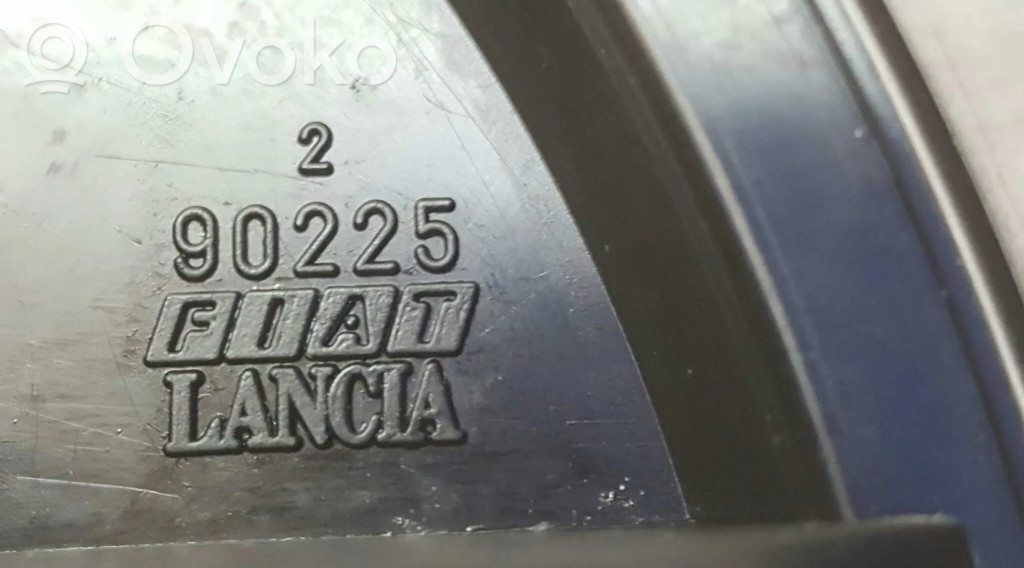 Ovoko
2
90225
FIAT
LANCIA